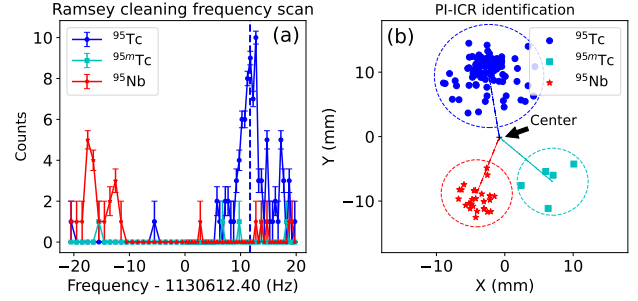 Ramsey cleaning frequency scan
(a)
⁹⁵Tc
⁹⁵ᵐTc
⁹⁵Nb
Counts
10
8
6
4
2
0
−20
−10
0
10
20
Frequency - 1130612.40 (Hz)
PI-ICR identification
(b)
⁹⁵Tc
⁹⁵ᵐTc
⁹⁵Nb
Center
Y (mm)
10
0
−10
−10
0
10
X (mm)